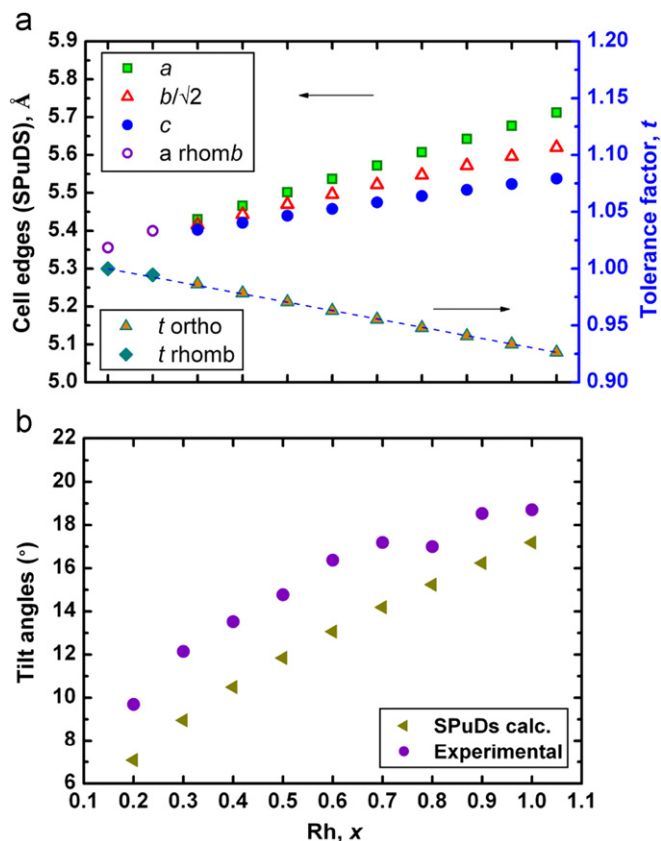 a
Cell edges (SPuDS), Å
5.9
5.8
5.7
5.6
5.5
5.4
5.3
5.2
5.1
5.0
a
b/√2
c
a rhomb
t ortho
t rhomb
1.20
1.15
1.10
1.05
1.00
0.95
0.90
Tolerance factor, t
b
Tilt angles (°)
22
20
18
16
14
12
10
8
6
SPuDs calc.
Experimental
0.1 0.2 0.3 0.4 0.5 0.6 0.7 0.8 0.9 1.0 1.1
Rh, x